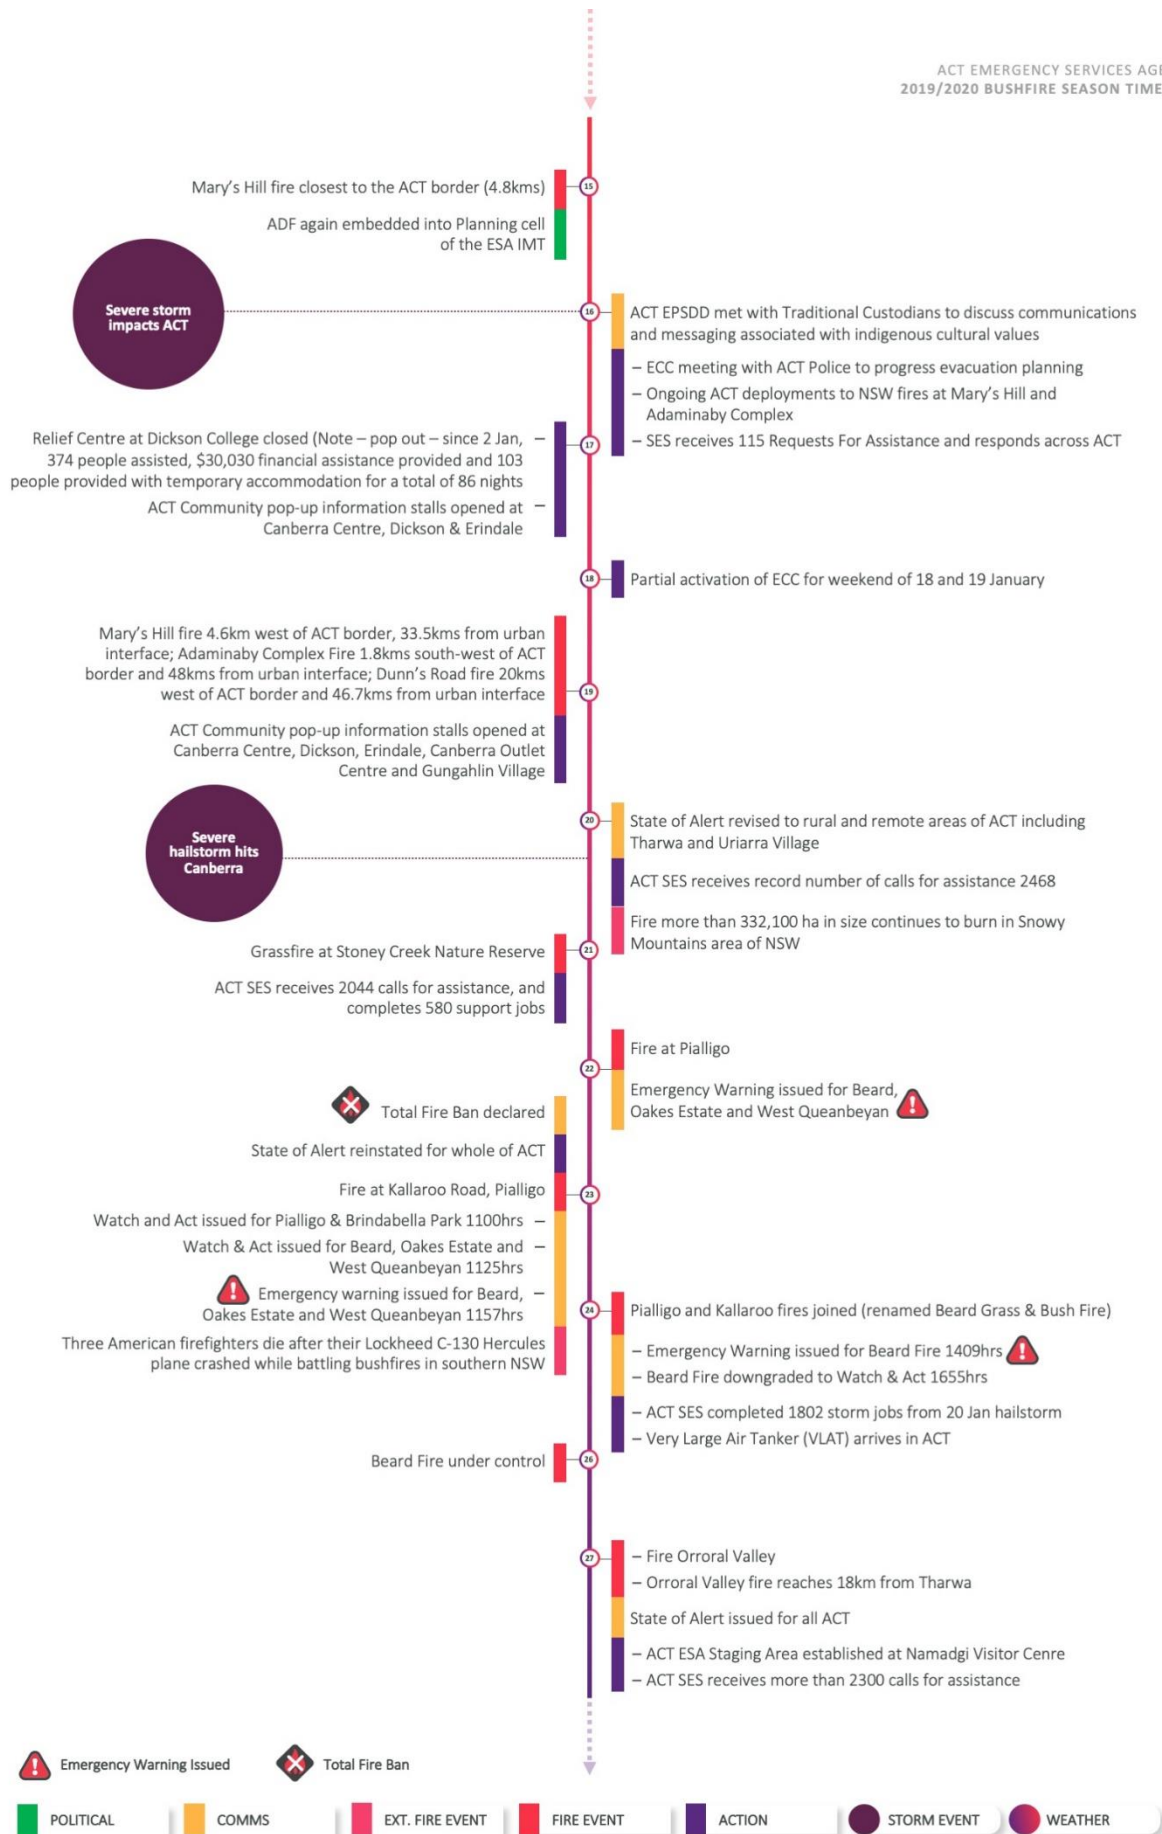 ACT EMERGENCY SERVICES AGE
2019/2020 BUSHFIRE SEASON TIME
Mary's Hill fire closest to the ACT border (4.8kms)
15
ADF again embedded into Planning cell
of the ESA IMT
Severe storm
impacts ACT
16
ACT EPSDD met with Traditional Custodians to discuss communications
and messaging associated with indigenous cultural values
– ECC meeting with ACT Police to progress evacuation planning
– Ongoing ACT deployments to NSW fires at Mary's Hill and
Adaminaby Complex
– SES receives 115 Requests For Assistance and responds across ACT
17
Relief Centre at Dickson College closed (Note – pop out – since 2 Jan, –
374 people assisted, $30,030 financial assistance provided and 103
people provided with temporary accommodation for a total of 86 nights
ACT Community pop-up information stalls opened at –
Canberra Centre, Dickson & Erindale
18
Partial activation of ECC for weekend of 18 and 19 January
Mary's Hill fire 4.6km west of ACT border, 33.5kms from urban
interface; Adaminaby Complex Fire 1.8kms south-west of ACT
border and 48kms from urban interface; Dunn's Road fire 20kms
west of ACT border and 46.7kms from urban interface
19
ACT Community pop-up information stalls opened at
Canberra Centre, Dickson, Erindale, Canberra Outlet
Centre and Gungahlin Village
Severe
hailstorm hits
Canberra
20
State of Alert revised to rural and remote areas of ACT including
Tharwa and Uriarra Village
ACT SES receives record number of calls for assistance 2468
Fire more than 332,100 ha in size continues to burn in Snowy
Mountains area of NSW
21
Grassfire at Stoney Creek Nature Reserve
ACT SES receives 2044 calls for assistance, and
completes 580 support jobs
22
Fire at Pialligo
Emergency Warning issued for Beard,
Oakes Estate and West Queanbeyan
Total Fire Ban declared
State of Alert reinstated for whole of ACT
Fire at Kallaroo Road, Pialligo
23
Watch and Act issued for Pialligo & Brindabella Park 1100hrs –
Watch & Act issued for Beard, Oakes Estate and –
West Queanbeyan 1125hrs
Emergency warning issued for Beard, –
Oakes Estate and West Queanbeyan 1157hrs
Three American firefighters die after their Lockheed C-130 Hercules
plane crashed while battling bushfires in southern NSW
24
Pialligo and Kallaroo fires joined (renamed Beard Grass & Bush Fire)
– Emergency Warning issued for Beard Fire 1409hrs
– Beard Fire downgraded to Watch & Act 1655hrs
– ACT SES completed 1802 storm jobs from 20 Jan hailstorm
– Very Large Air Tanker (VLAT) arrives in ACT
Beard Fire under control
26
27
– Fire Orroral Valley
– Orroral Valley fire reaches 18km from Tharwa
State of Alert issued for all ACT
– ACT ESA Staging Area established at Namadgi Visitor Cenre
– ACT SES receives more than 2300 calls for assistance
Emergency Warning Issued
Total Fire Ban
POLITICAL
COMMS
EXT. FIRE EVENT
FIRE EVENT
ACTION
STORM EVENT
WEATHER